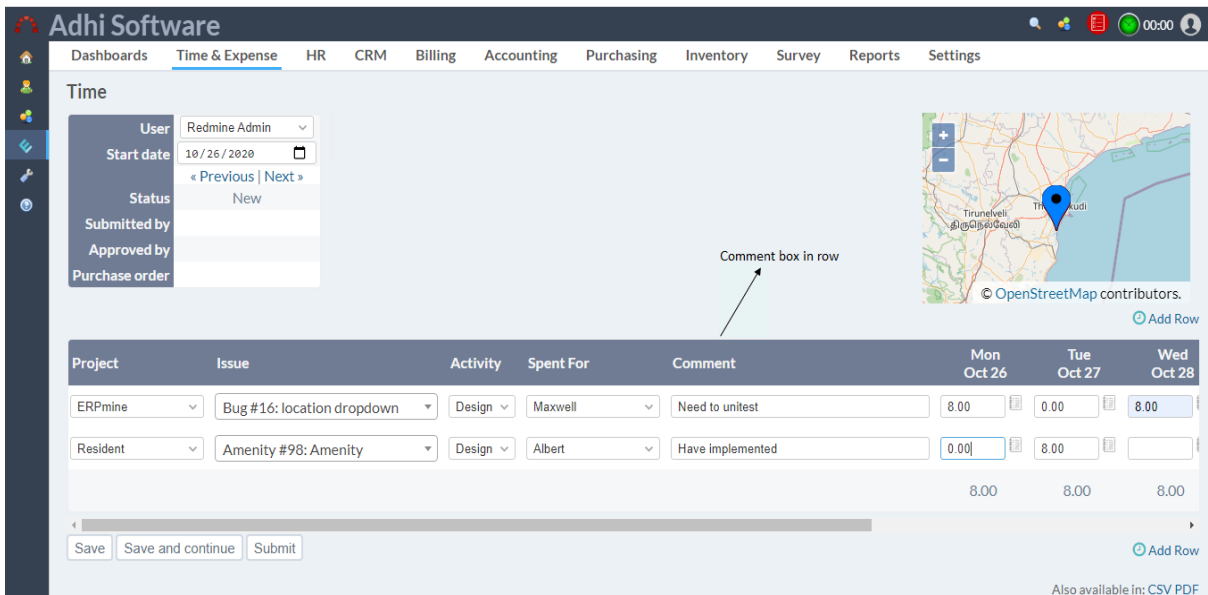 Adhi Software
00:00
Dashboards Time & Expense HR CRM Billing Accounting Purchasing Inventory Survey Reports Settings
Time
User Redmine Admin
Start date 10/26/2020
« Previous | Next »
Status New
Submitted by
Approved by
Purchase order
Tirunelveli
திருநெல்வேலி
© OpenStreetMap contributors.
Comment box in row
Add Row
Project Issue Activity Spent For Comment Mon Oct 26 Tue Oct 27 Wed Oct 28
ERPmine Bug #16: location dropdown Design Maxwell Need to unitest 8.00 0.00 8.00
Resident Amenity #98: Amenity Design Albert Have implemented 0.00 8.00
8.00 8.00 8.00
Save Save and continue Submit
Add Row
Also available in: CSV PDF